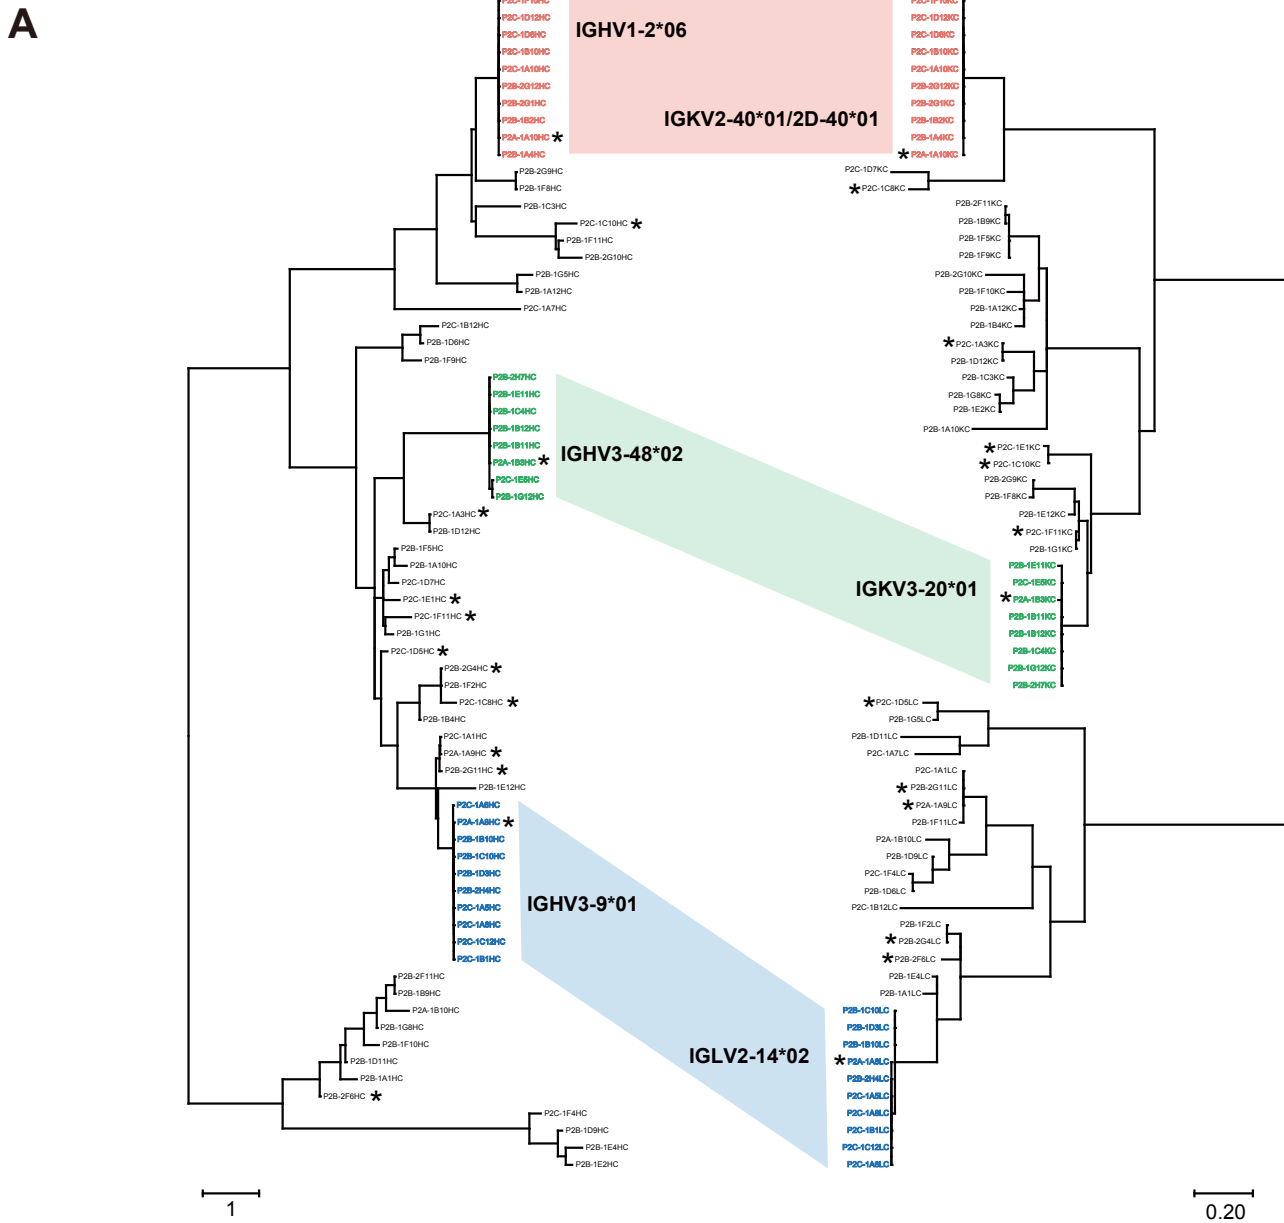 A
P2C-1F10HC
P2C-1D12HC
P2C-1D8HC
P2C-1B10HC
P2C-1A10HC
P2B-2G12HC
P2B-2G1HC
P2B-1B2HC
P2A-1A10HC *
P2B-1A4HC
P2B-2G9HC
P2B-1F8HC
P2B-1C3HC
P2C-1C10HC *
P2B-1F11HC
P2B-2G10HC
P2B-1G5HC
P2B-1A12HC
P2C-1A7HC
P2C-1B12HC
P2B-1D6HC
P2B-1F9HC
P2B-2H7HC
P2B-1E11HC
P2B-1C4HC
P2B-1B12HC
P2B-1B11HC
P2A-1B3HC *
P2C-1E5HC
P2B-1G12HC
P2C-1A3HC *
P2B-1D12HC
P2B-1F5HC
P2B-1A10HC
P2C-1D7HC
P2C-1E1HC *
P2C-1F11HC *
P2B-1G1HC
P2C-1D5HC *
P2B-2G4HC *
P2B-1F2HC
P2C-1C8HC *
P2B-1B4HC
P2C-1A1HC
P2A-1A9HC *
P2B-2G11HC *
P2B-1E12HC
P2C-1A6HC
P2A-1A8HC *
P2B-1B10HC
P2B-1C10HC
P2B-1D3HC
P2B-2H4HC
P2C-1A5HC
P2C-1A8HC
P2C-1C12HC
P2C-1B1HC
P2B-2F11HC
P2B-1B9HC
P2A-1B10HC
P2B-1G8HC
P2B-1F10HC
P2B-1D11HC
P2B-1A1HC
P2B-2F6HC *
P2C-1F4HC
P2B-1D9HC
P2B-1E4HC
P2B-1E2HC
1
IGHV1-2*06
IGKV2-40*01/2D-40*01
IGHV3-48*02
IGKV3-20*01
IGHV3-9*01
IGLV2-14*02
P2C-1F10KC
P2C-1D12KC
P2C-1D8KC
P2C-1B10KC
P2C-1A10KC
P2B-2G12KC
P2B-2G1KC
P2B-1B2KC
P2B-1A4KC
* P2A-1A10KC
P2C-1D7KC
* P2C-1C8KC
P2B-2F11KC
P2B-1B9KC
P2B-1F5KC
P2B-1F9KC
P2B-2G10KC
P2B-1F10KC
P2B-1A12KC
P2B-1B4KC
* P2C-1A3KC
P2B-1D12KC
P2B-1C3KC
P2B-1G8KC
P2B-1E2KC
P2B-1A10KC
* P2C-1E1KC
* P2C-1C10KC
P2B-2G9KC
P2B-1F8KC
P2B-1E12KC
* P2C-1F11KC
P2B-1G1KC
P2B-1E11KC
P2C-1E5KC
* P2A-1B3KC
P2B-1B11KC
P2B-1B12KC
P2B-1C4KC
P2B-1G12KC
P2B-2H7KC
* P2C-1D5LC
P2B-1G5LC
P2B-1D11LC
P2C-1A7LC
P2C-1A1LC
* P2B-2G11LC
* P2A-1A9LC
P2B-1F11LC
P2A-1B10LC
P2B-1D9LC
P2C-1F4LC
P2B-1D6LC
P2C-1B12LC
P2B-1F2LC
* P2B-2G4LC
* P2B-2F6LC
P2B-1E4LC
P2B-1A1LC
P2B-1C10LC
P2B-1D3LC
P2B-1B10LC
* P2A-1A8LC
P2B-2H4LC
P2C-1A5LC
P2C-1A8LC
P2C-1B1LC
P2C-1C12LC
P2C-1A6LC
0.20